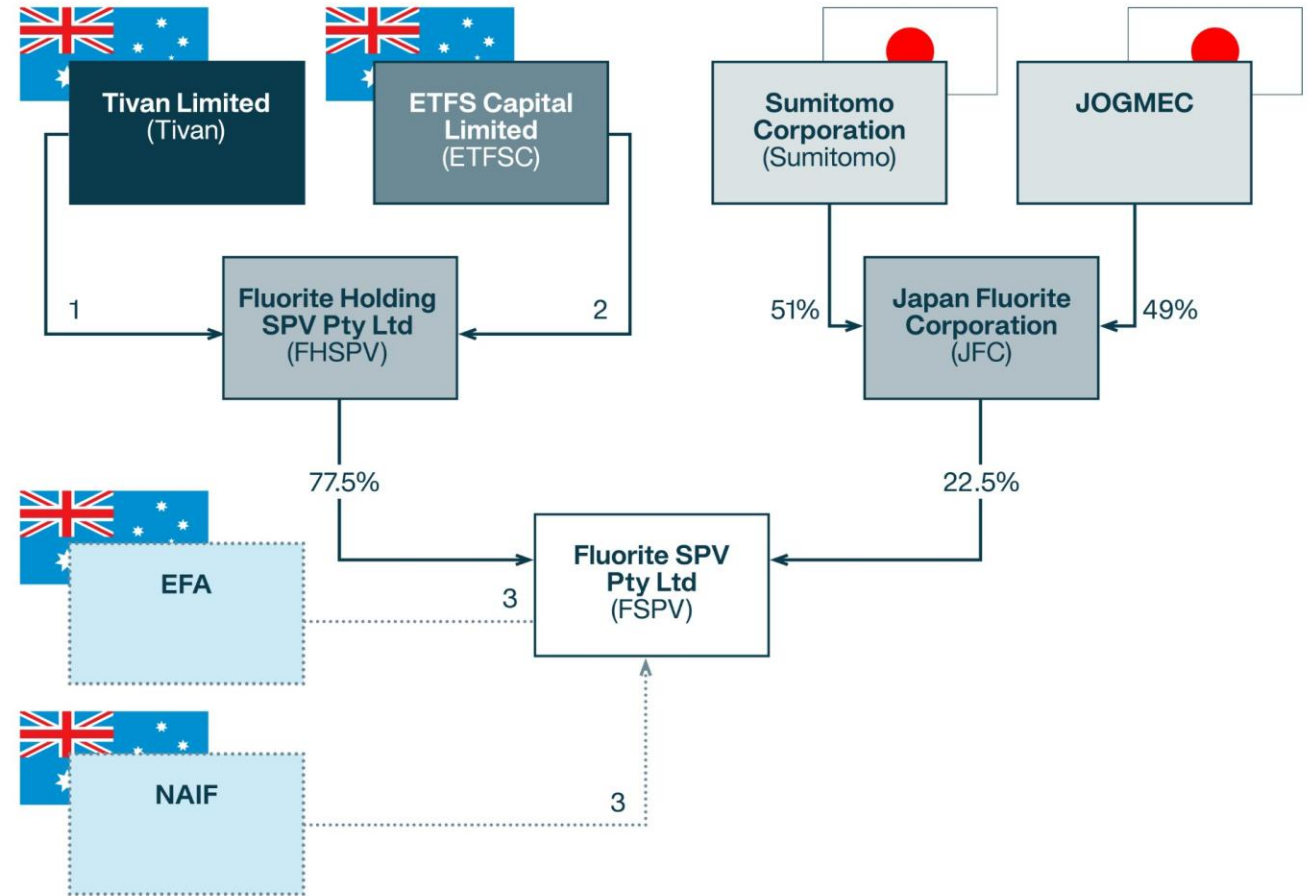 Tivan Limited
(Tivan)
ETFS Capital
Limited
(ETFSC)
Sumitomo
Corporation
(Sumitomo)
JOGMEC
1
Fluorite Holding
SPV Pty Ltd
(FHSPV)
2
51%
Japan Fluorite
Corporation
(JFC)
49%
77.5%
22.5%
EFA
3
Fluorite SPV
Pty Ltd
(FSPV)
NAIF
3